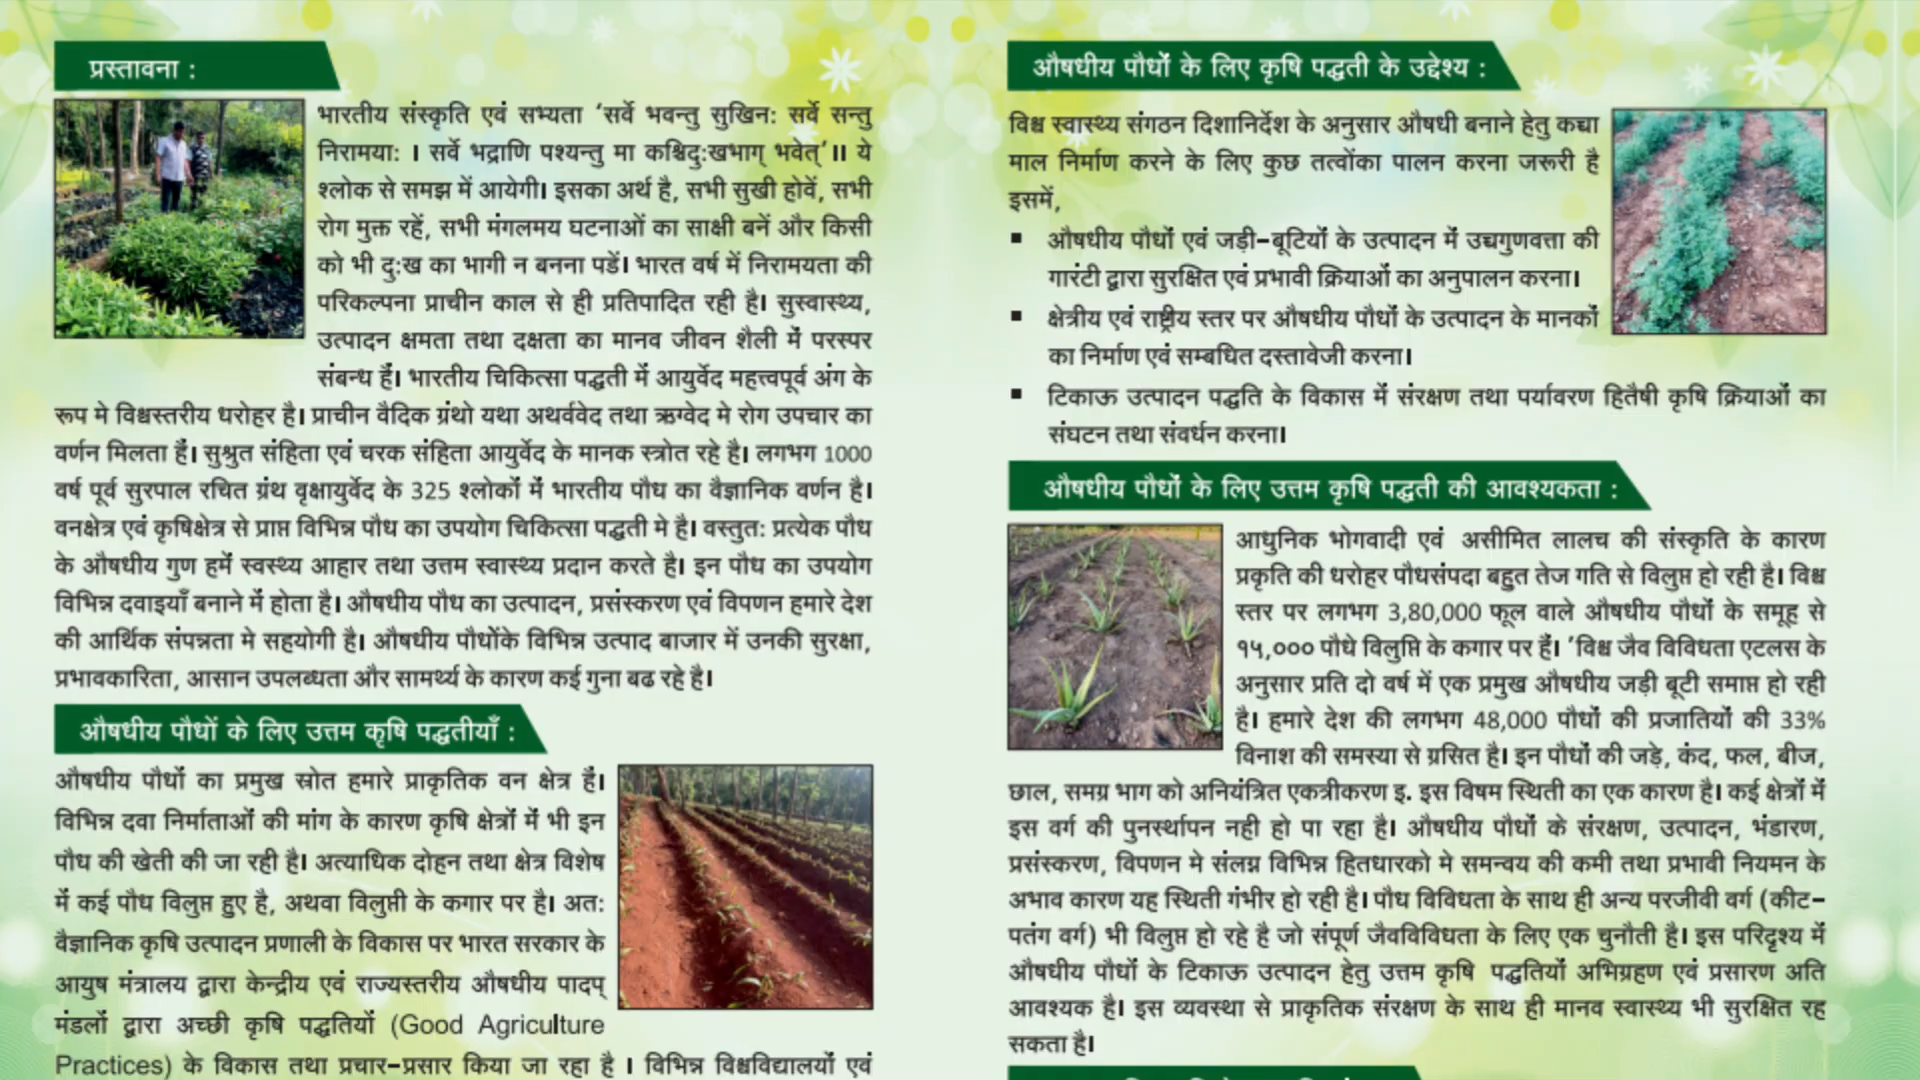 प्रस्तावना :
भारतीय संस्कृति एवं सभ्यता ‘सर्वे भवन्तु सुखिन: सर्वे सन्तु
निरामया: । सर्वे भद्राणि पश्यन्तु मा कश्चिदु:खभाग् भवेत्’॥ ये
श्लोक से समझ में आयेगी। इसका अर्थ है, सभी सुखी होवें, सभी
रोग मुक्त रहें, सभी मंगलमय घटनाओं का साक्षी बनें और किसी
को भी दु:ख का भागी न बनना पडें। भारत वर्ष में निरामयता की
परिकल्पना प्राचीन काल से ही प्रतिपादित रही है। सुस्वास्थ्य,
उत्पादन क्षमता तथा दक्षता का मानव जीवन शैली में परस्पर
संबन्ध हैं। भारतीय चिकित्सा पद्धती में आयुर्वेद महत्त्वपूर्व अंग के
रूप मे विश्वस्तरीय धरोहर है। प्राचीन वैदिक ग्रंथो यथा अथर्ववेद तथा ऋग्वेद मे रोग उपचार का
वर्णन मिलता हैं। सुश्रुत संहिता एवं चरक संहिता आयुर्वेद के मानक स्त्रोत रहे है। लगभग 1000
वर्ष पूर्व सुरपाल रचित ग्रंथ वृक्षायुर्वेद के 325 श्लोकों में भारतीय पौध का वैज्ञानिक वर्णन है।
वनक्षेत्र एवं कृषिक्षेत्र से प्राप्त विभिन्न पौध का उपयोग चिकित्सा पद्धती मे है। वस्तुत: प्रत्येक पौध
के औषधीय गुण हमें स्वस्थ्य आहार तथा उत्तम स्वास्थ्य प्रदान करते है। इन पौध का उपयोग
विभिन्न दवाइयाँ बनाने में होता है। औषधीय पौध का उत्पादन, प्रसंस्करण एवं विपणन हमारे देश
की आर्थिक संपन्नता मे सहयोगी है। औषधीय पौधोंके विभिन्न उत्पाद बाजार में उनकी सुरक्षा,
प्रभावकारिता, आसान उपलब्धता और सामर्थ्य के कारण कई गुना बढ रहे है।
औषधीय पौधों के लिए उत्तम कृषि पद्धतीयाँ :
औषधीय पौधों का प्रमुख स्रोत हमारे प्राकृतिक वन क्षेत्र हैं।
विभिन्न दवा निर्माताओं की मांग के कारण कृषि क्षेत्रों में भी इन
पौध की खेती की जा रही है। अत्याधिक दोहन तथा क्षेत्र विशेष
में कई पौध विलुप्त हुए है, अथवा विलुप्ती के कगार पर है। अत:
वैज्ञानिक कृषि उत्पादन प्रणाली के विकास पर भारत सरकार के
आयुष मंत्रालय द्वारा केन्द्रीय एवं राज्यस्तरीय औषधीय पादप्
मंडलों द्वारा अच्छी कृषि पद्धतियों (Good Agriculture
Practices) के विकास तथा प्रचार–प्रसार किया जा रहा है । विभिन्न विश्वविद्यालयों एवं
औषधीय पौधों के लिए कृषि पद्धती के उद्देश्य :
विश्व स्वास्थ्य संगठन दिशानिर्देश के अनुसार औषधी बनाने हेतु कच्चा
माल निर्माण करने के लिए कुछ तत्वोंका पालन करना जरूरी है
इसमें,
▪ औषधीय पौधों एवं जड़ी–बूटियों के उत्पादन में उच्चगुणवत्ता की
गारंटी द्वारा सुरक्षित एवं प्रभावी क्रियाओं का अनुपालन करना।
▪ क्षेत्रीय एवं राष्ट्रीय स्तर पर औषधीय पौधों के उत्पादन के मानकों
का निर्माण एवं सम्बधित दस्तावेजी करना।
▪ टिकाऊ उत्पादन पद्धति के विकास में संरक्षण तथा पर्यावरण हितैषी कृषि क्रियाओं का
संघटन तथा संवर्धन करना।
औषधीय पौधों के लिए उत्तम कृषि पद्धती की आवश्यकता :
आधुनिक भोगवादी एवं असीमित लालच की संस्कृति के कारण
प्रकृति की धरोहर पौधसंपदा बहुत तेज गति से विलुप्त हो रही है। विश्व
स्तर पर लगभग 3,80,000 फूल वाले औषधीय पौधों के समूह से
१५,००० पौधे विलुप्ति के कगार पर हैं। ’विश्व जैव विविधता एटलस के
अनुसार प्रति दो वर्ष में एक प्रमुख औषधीय जड़ी बूटी समाप्त हो रही
है। हमारे देश की लगभग 48,000 पौधों की प्रजातियों की 33%
विनाश की समस्या से ग्रसित है। इन पौधों की जड़े, कंद, फल, बीज,
छाल, समग्र भाग को अनियंत्रित एकत्रीकरण इ. इस विषम स्थिती का एक कारण है। कई क्षेत्रों में
इस वर्ग की पुनर्स्थापन नही हो पा रहा है। औषधीय पौधों के संरक्षण, उत्पादन, भंडारण,
प्रसंस्करण, विपणन मे संलग्न विभिन्न हितधारको मे समन्वय की कमी तथा प्रभावी नियमन के
अभाव कारण यह स्थिती गंभीर हो रही है। पौध विविधता के साथ ही अन्य परजीवी वर्ग (कीट–
पतंग वर्ग) भी विलुप्त हो रहे है जो संपूर्ण जैवविविधता के लिए एक चुनौती है। इस परिदृश्य में
औषधीय पौधों के टिकाऊ उत्पादन हेतु उत्तम कृषि पद्धतियों अभिग्रहण एवं प्रसारण अति
आवश्यक है। इस व्यवस्था से प्राकृतिक संरक्षण के साथ ही मानव स्वास्थ्य भी सुरक्षित रह
सकता है।